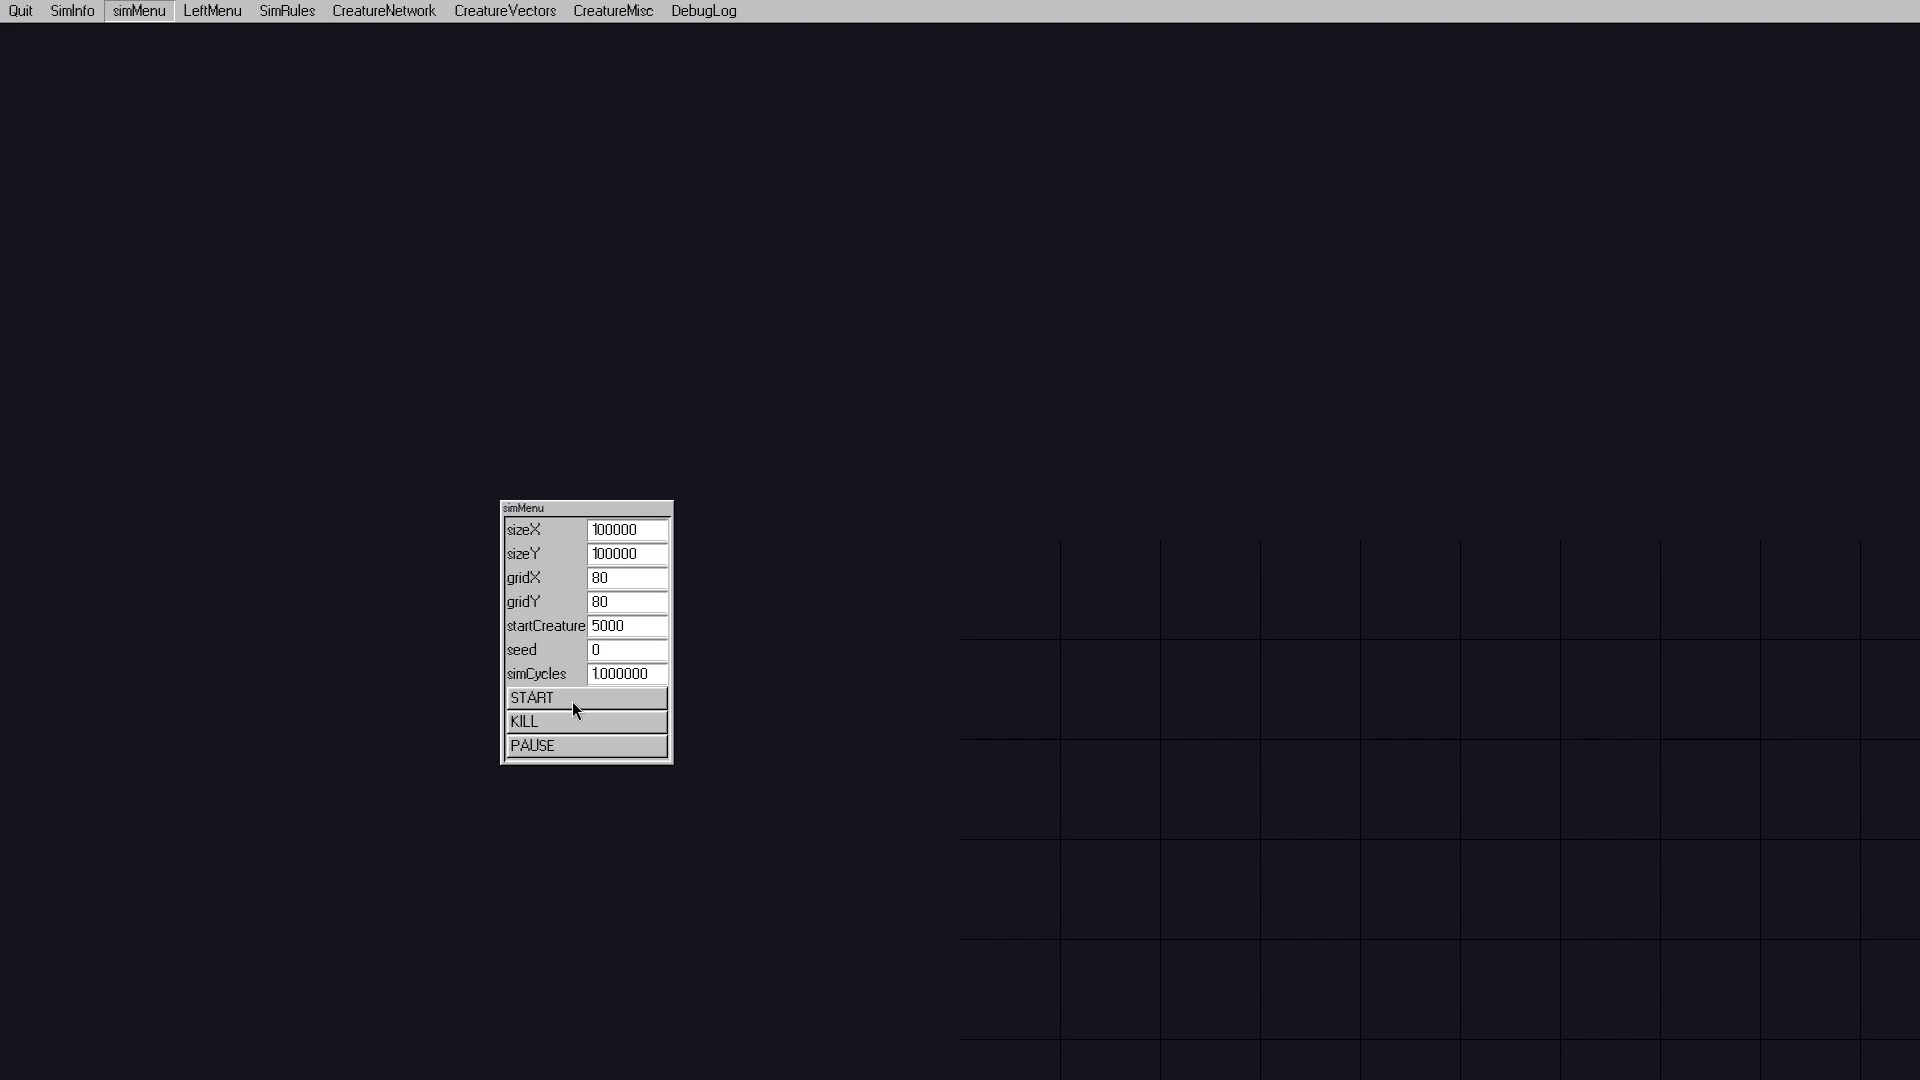 Quit SimInfo simMenu LeftMenu SimRules CreatureNetwork CreatureVectors CreatureMisc DebugLog
simMenu
sizeX 100000
sizeY 100000
gridX 80
gridY 80
startCreature 5000
seed 0
simCycles 1.000000
START
KILL
PAUSE